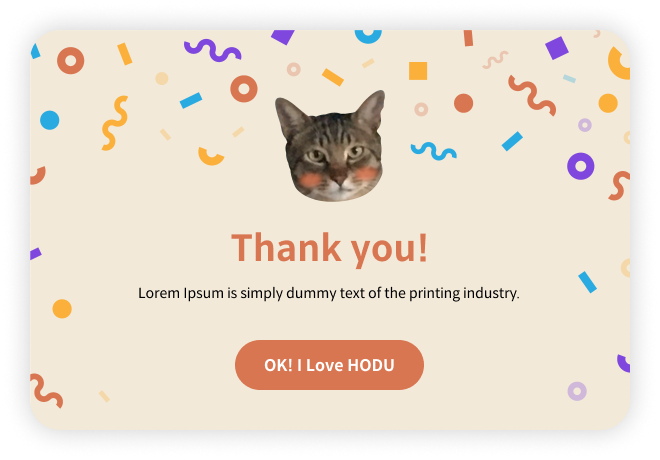 Thank you!
Lorem Ipsum is simply dummy text of the printing industry.
OK! I Love HODU